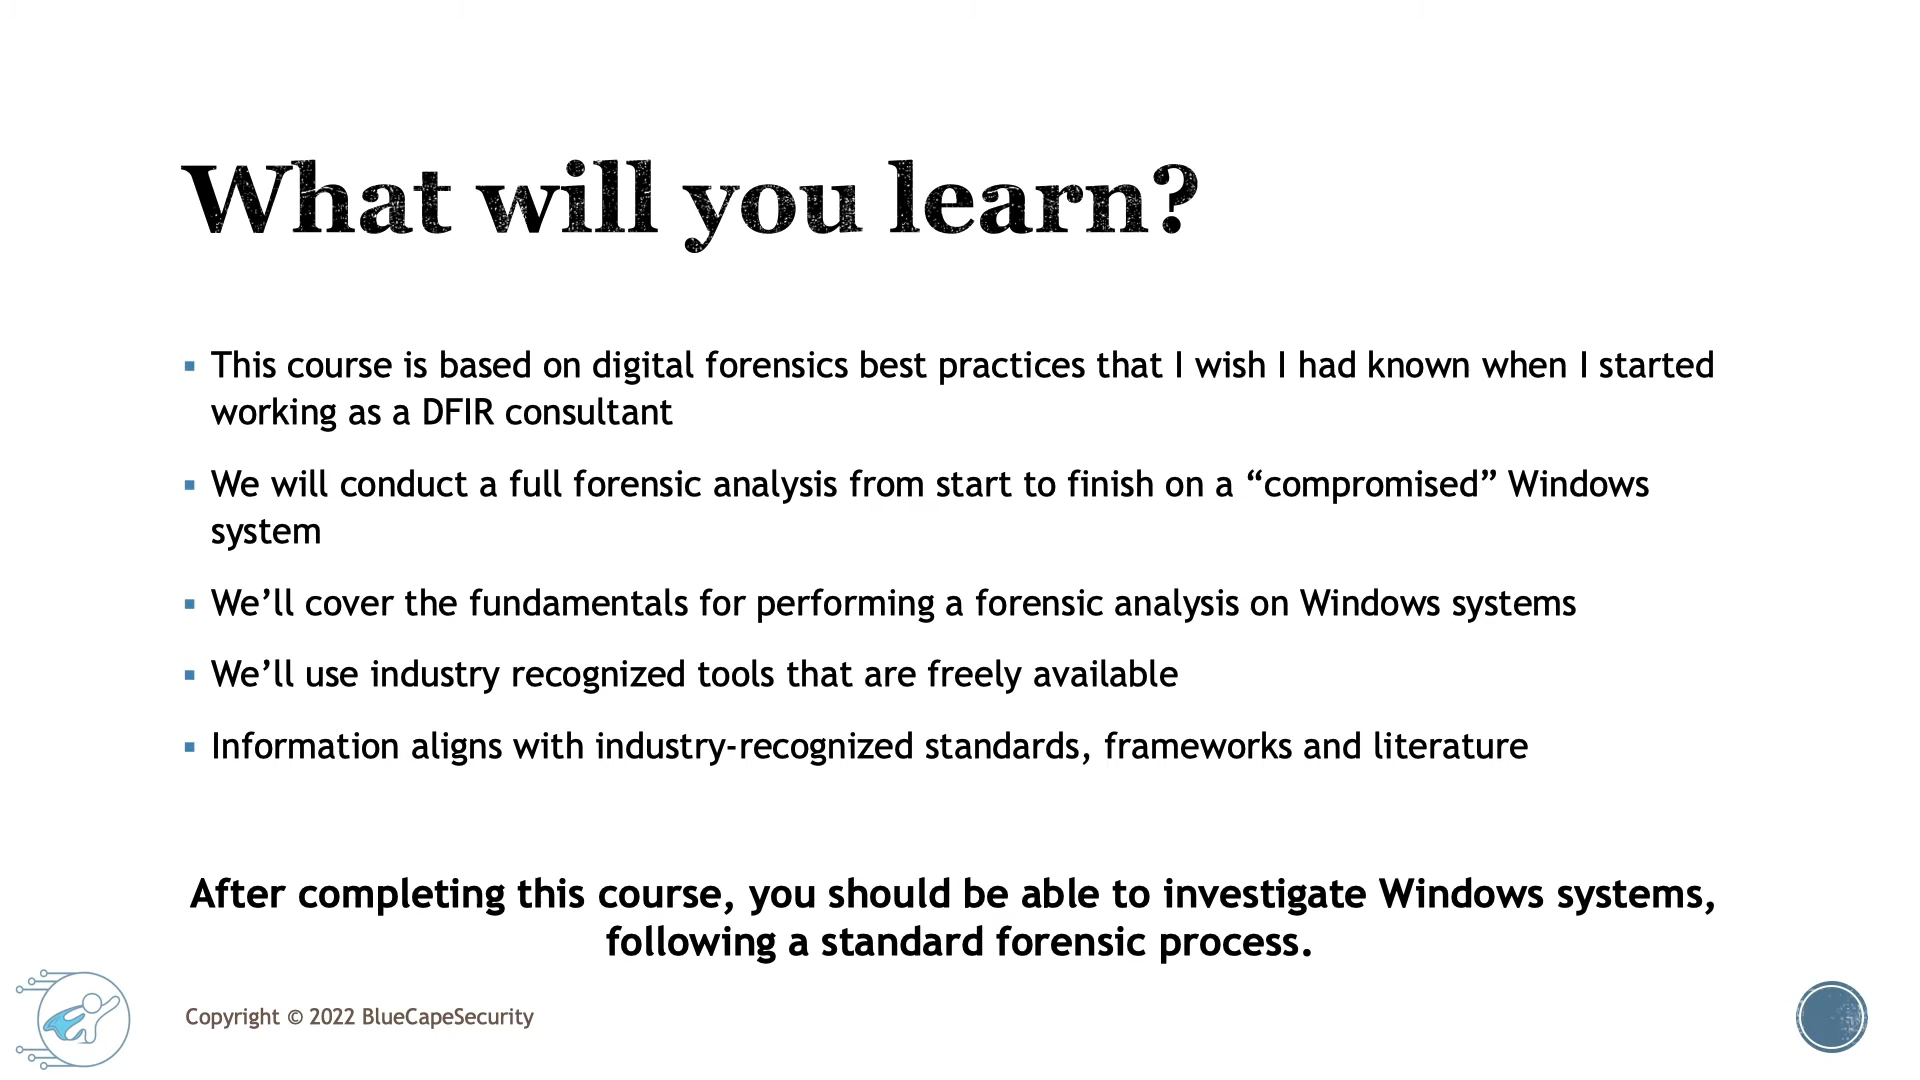 What will you learn?
▪ This course is based on digital forensics best practices that I wish I had known when I started
working as a DFIR consultant
▪ We will conduct a full forensic analysis from start to finish on a “compromised” Windows
system
▪ We’ll cover the fundamentals for performing a forensic analysis on Windows systems
▪ We’ll use industry recognized tools that are freely available
▪ Information aligns with industry-recognized standards, frameworks and literature
After completing this course, you should be able to investigate Windows systems,
following a standard forensic process.
Copyright © 2022 BlueCapeSecurity